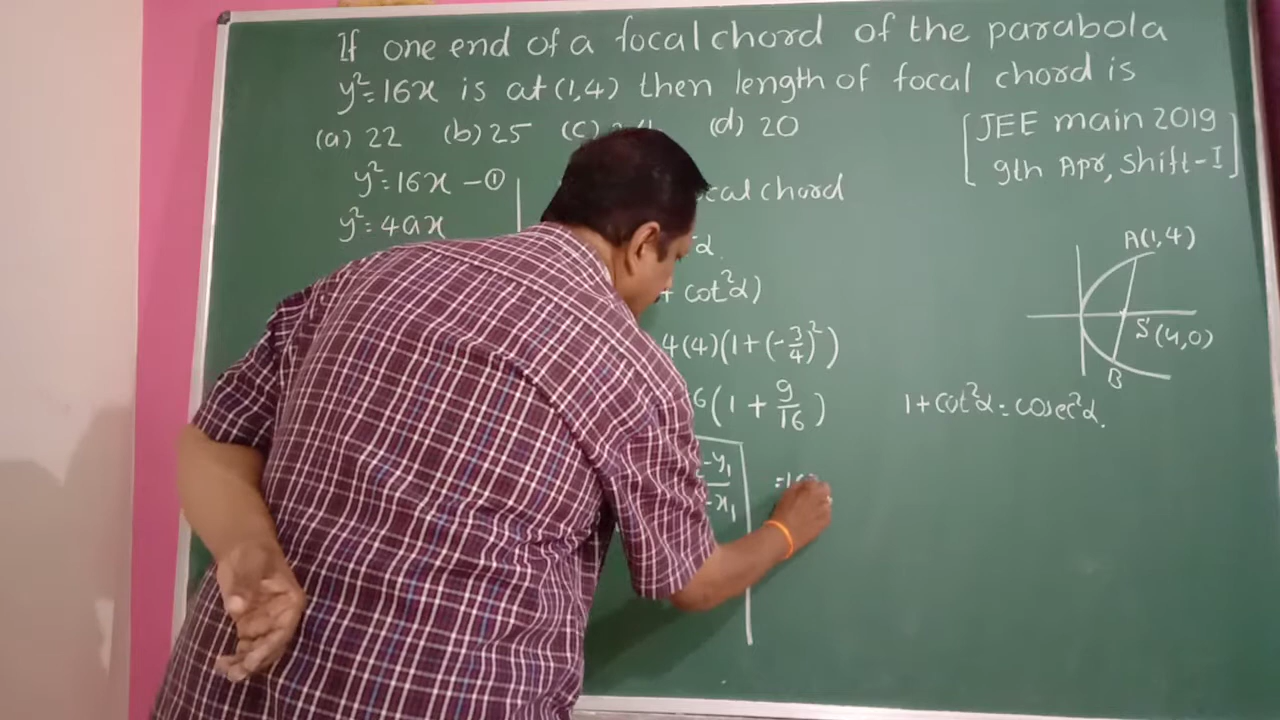 If one end of a focal chord of the parabola
y²=16x is at (1,4) then length of focal chord is
(a) 22 (b) 25 (c) (d) 20
[JEE main 2019
9th Apr, Shift-I]
y²=16x -①
y²=4ax
chord
α
cot²α)
4(4)(1+(-3/4)²)
6(1+9/16)
-y₁
-x₁
A(1,4)
S(4,0)
B
1+cot²α=cosec²α.